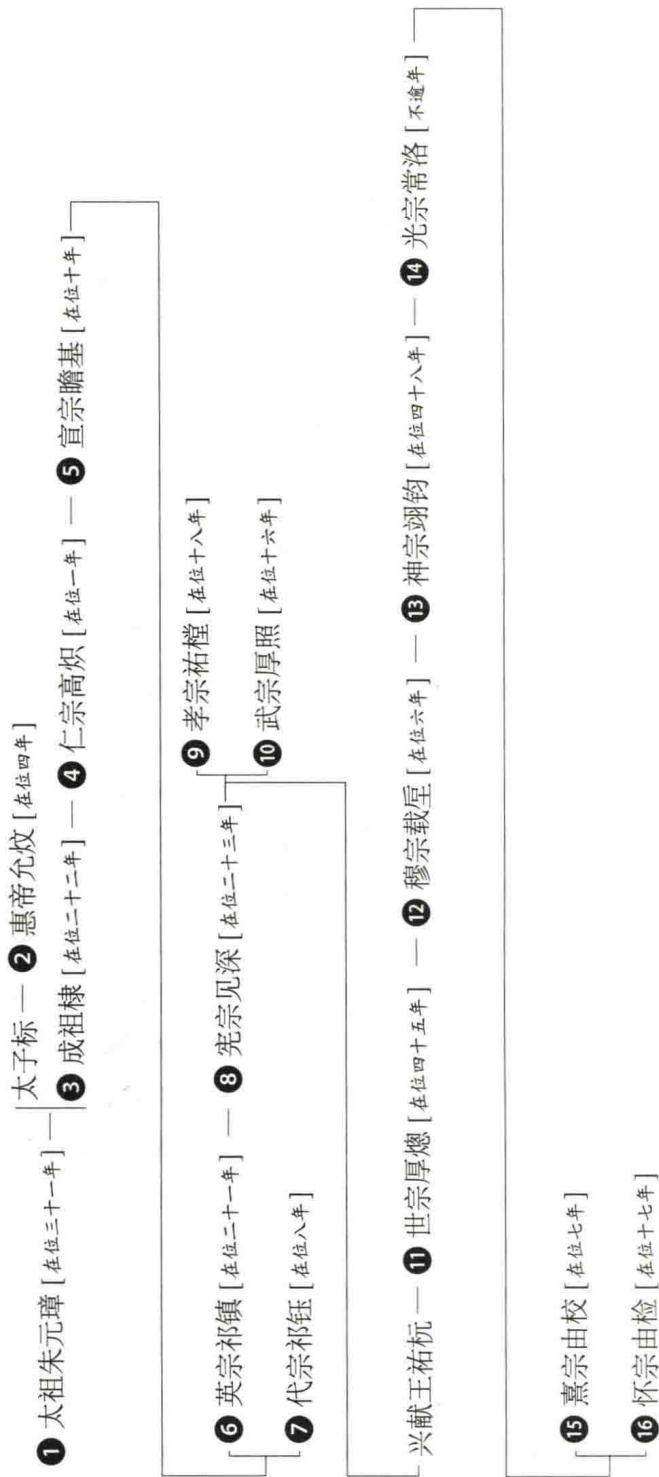 太子标 — ❷ 惠帝允炆 [在位四年]
❶ 太祖朱元璋 [在位三十一年] — ❸ 成祖棣 [在位二十二年] — ❹ 仁宗高炽 [在位一年] — ❺ 宣宗瞻基 [在位十年]
❻ 英宗祁镇 [在位二十一年] — ❽ 宪宗见深 [在位二十三年]
❼ 代宗祁钰 [在位八年]
❾ 孝宗祐樘 [在位十八年]
❿ 武宗厚照 [在位十六年]
兴献王祐杬 — ⓫ 世宗厚熜 [在位四十五年] — ⓬ 穆宗载垕 [在位六年] — ⓭ 神宗翊钧 [在位四十八年] — ⓮ 光宗常洛 [不逾年]
⓯ 熹宗由校 [在位七年]
⓰ 怀宗由检 [在位十七年]